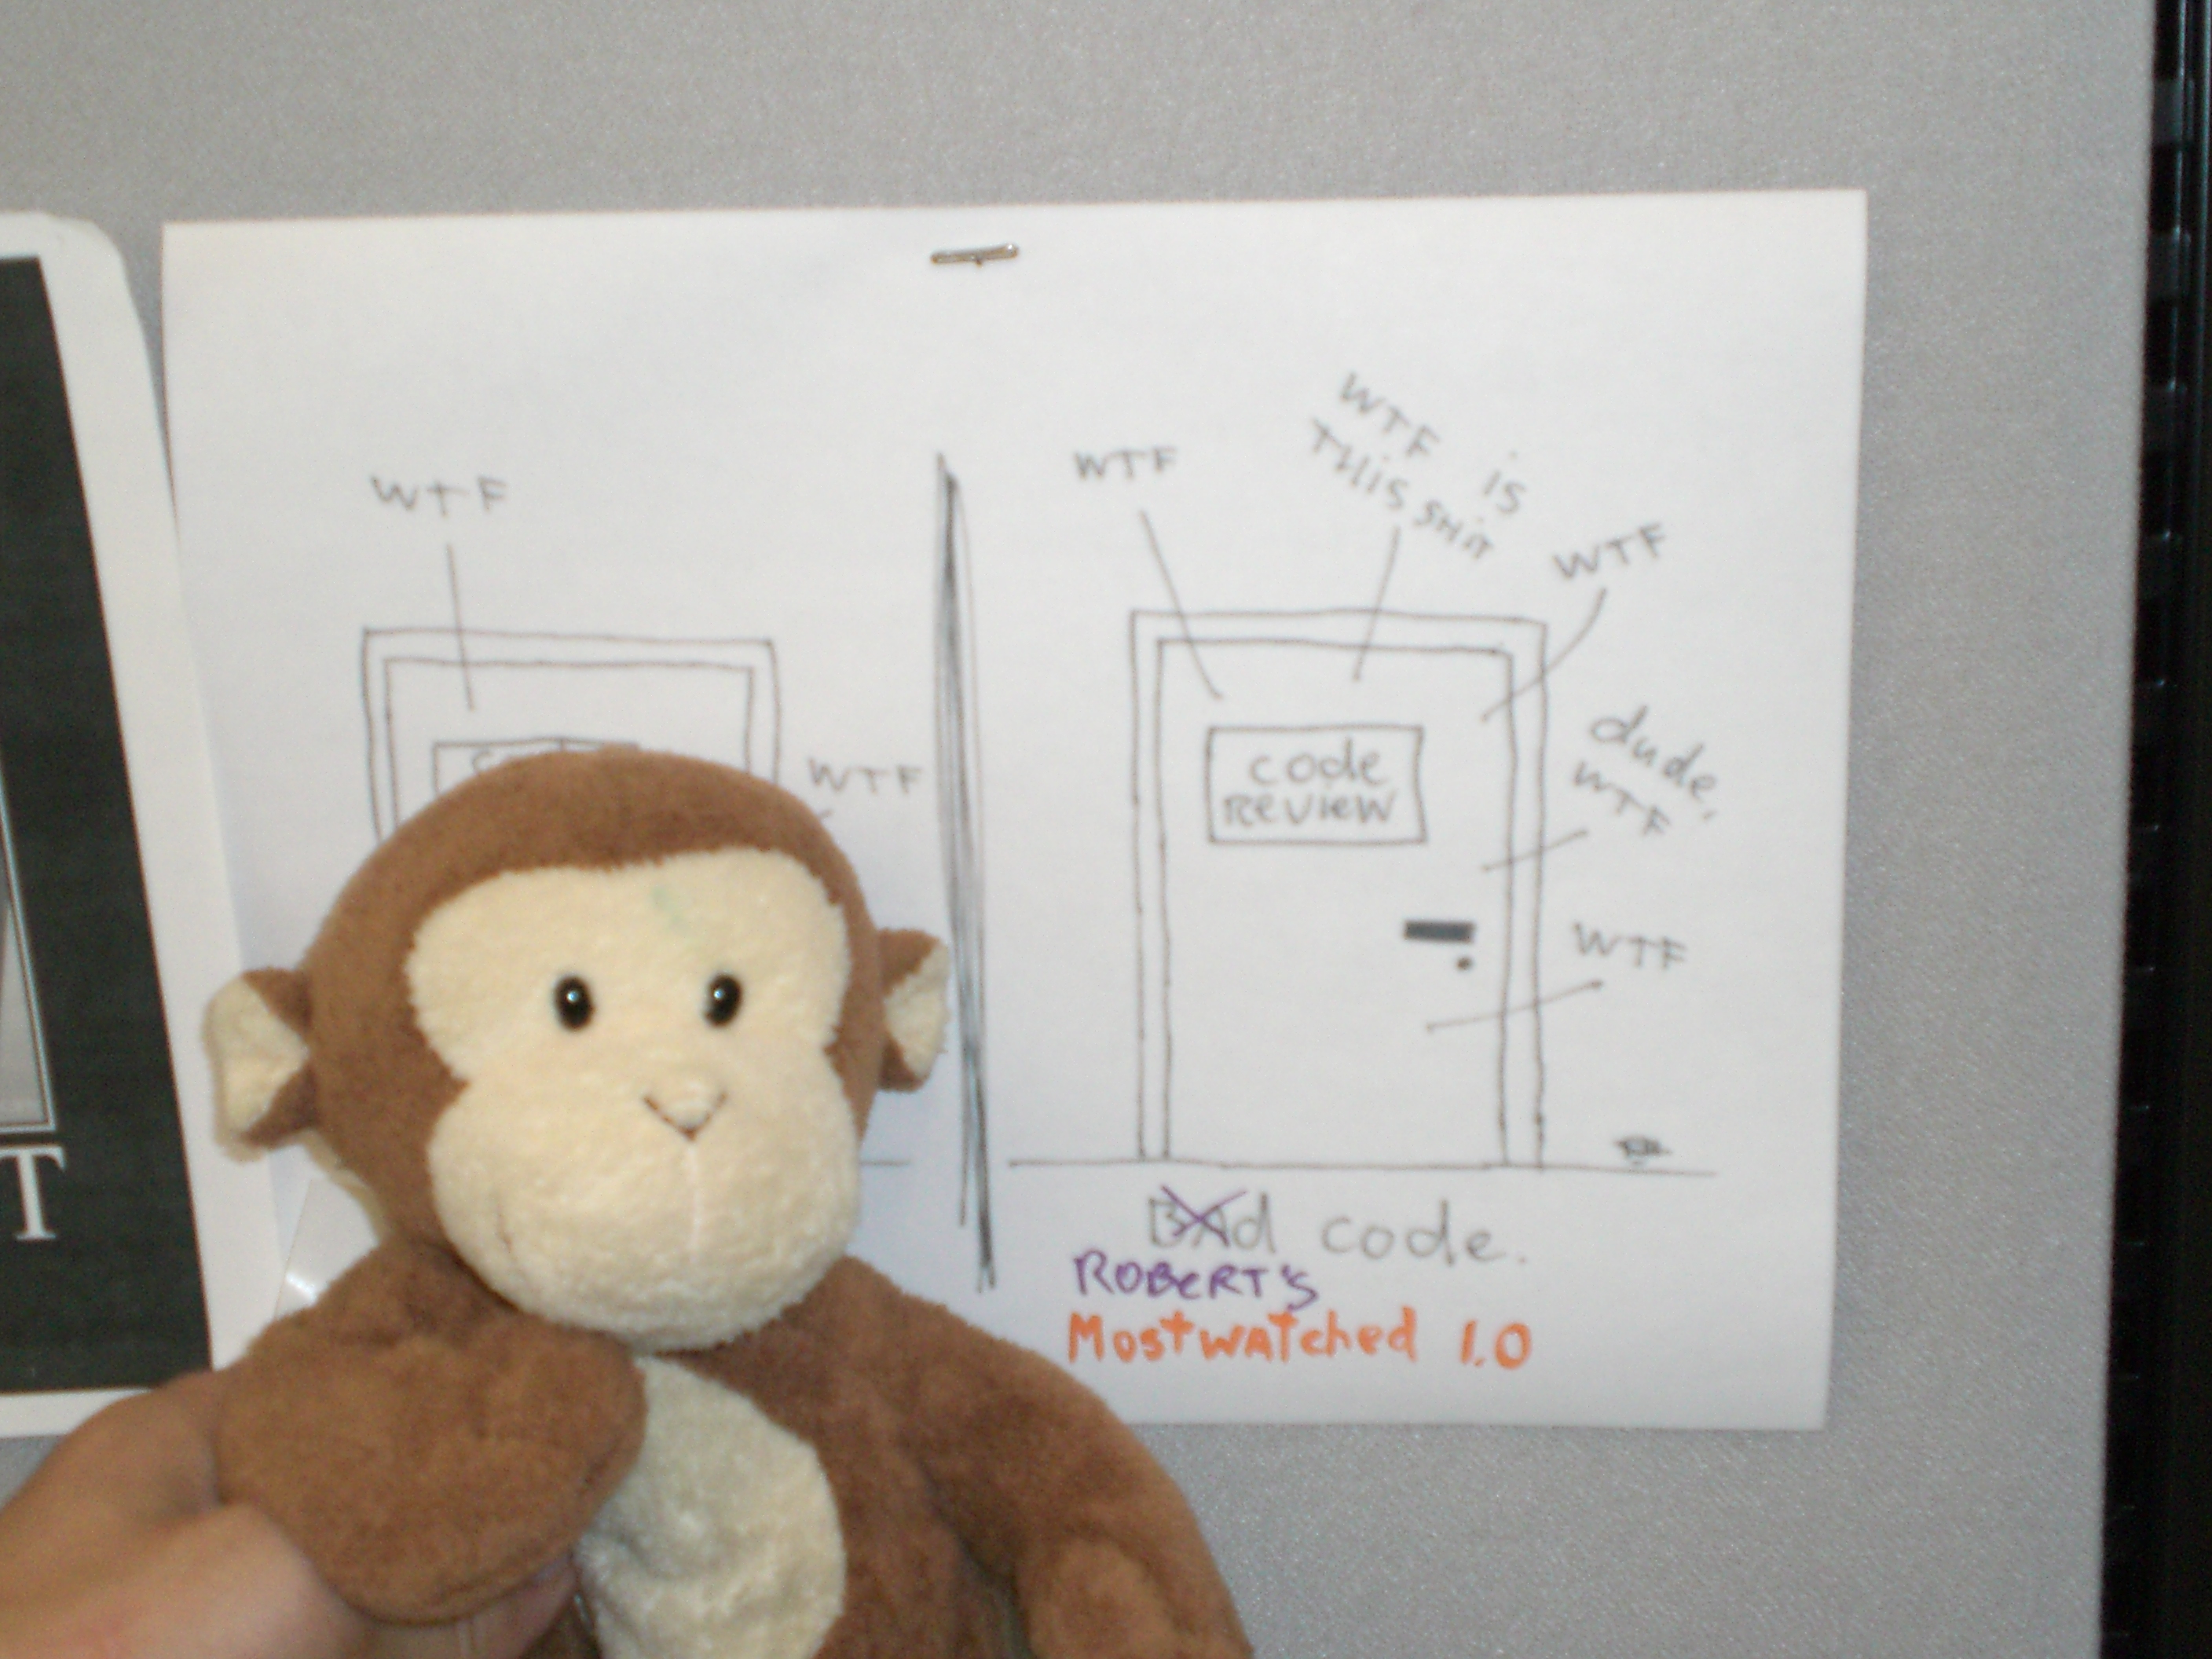 WTF
WTF
WTF
WTF is
THiS SHiT
WTF
dude,
WTF
code
REVIEW
WTF
BAd code.
ROBERT'S
Mostwatched 1.0
T